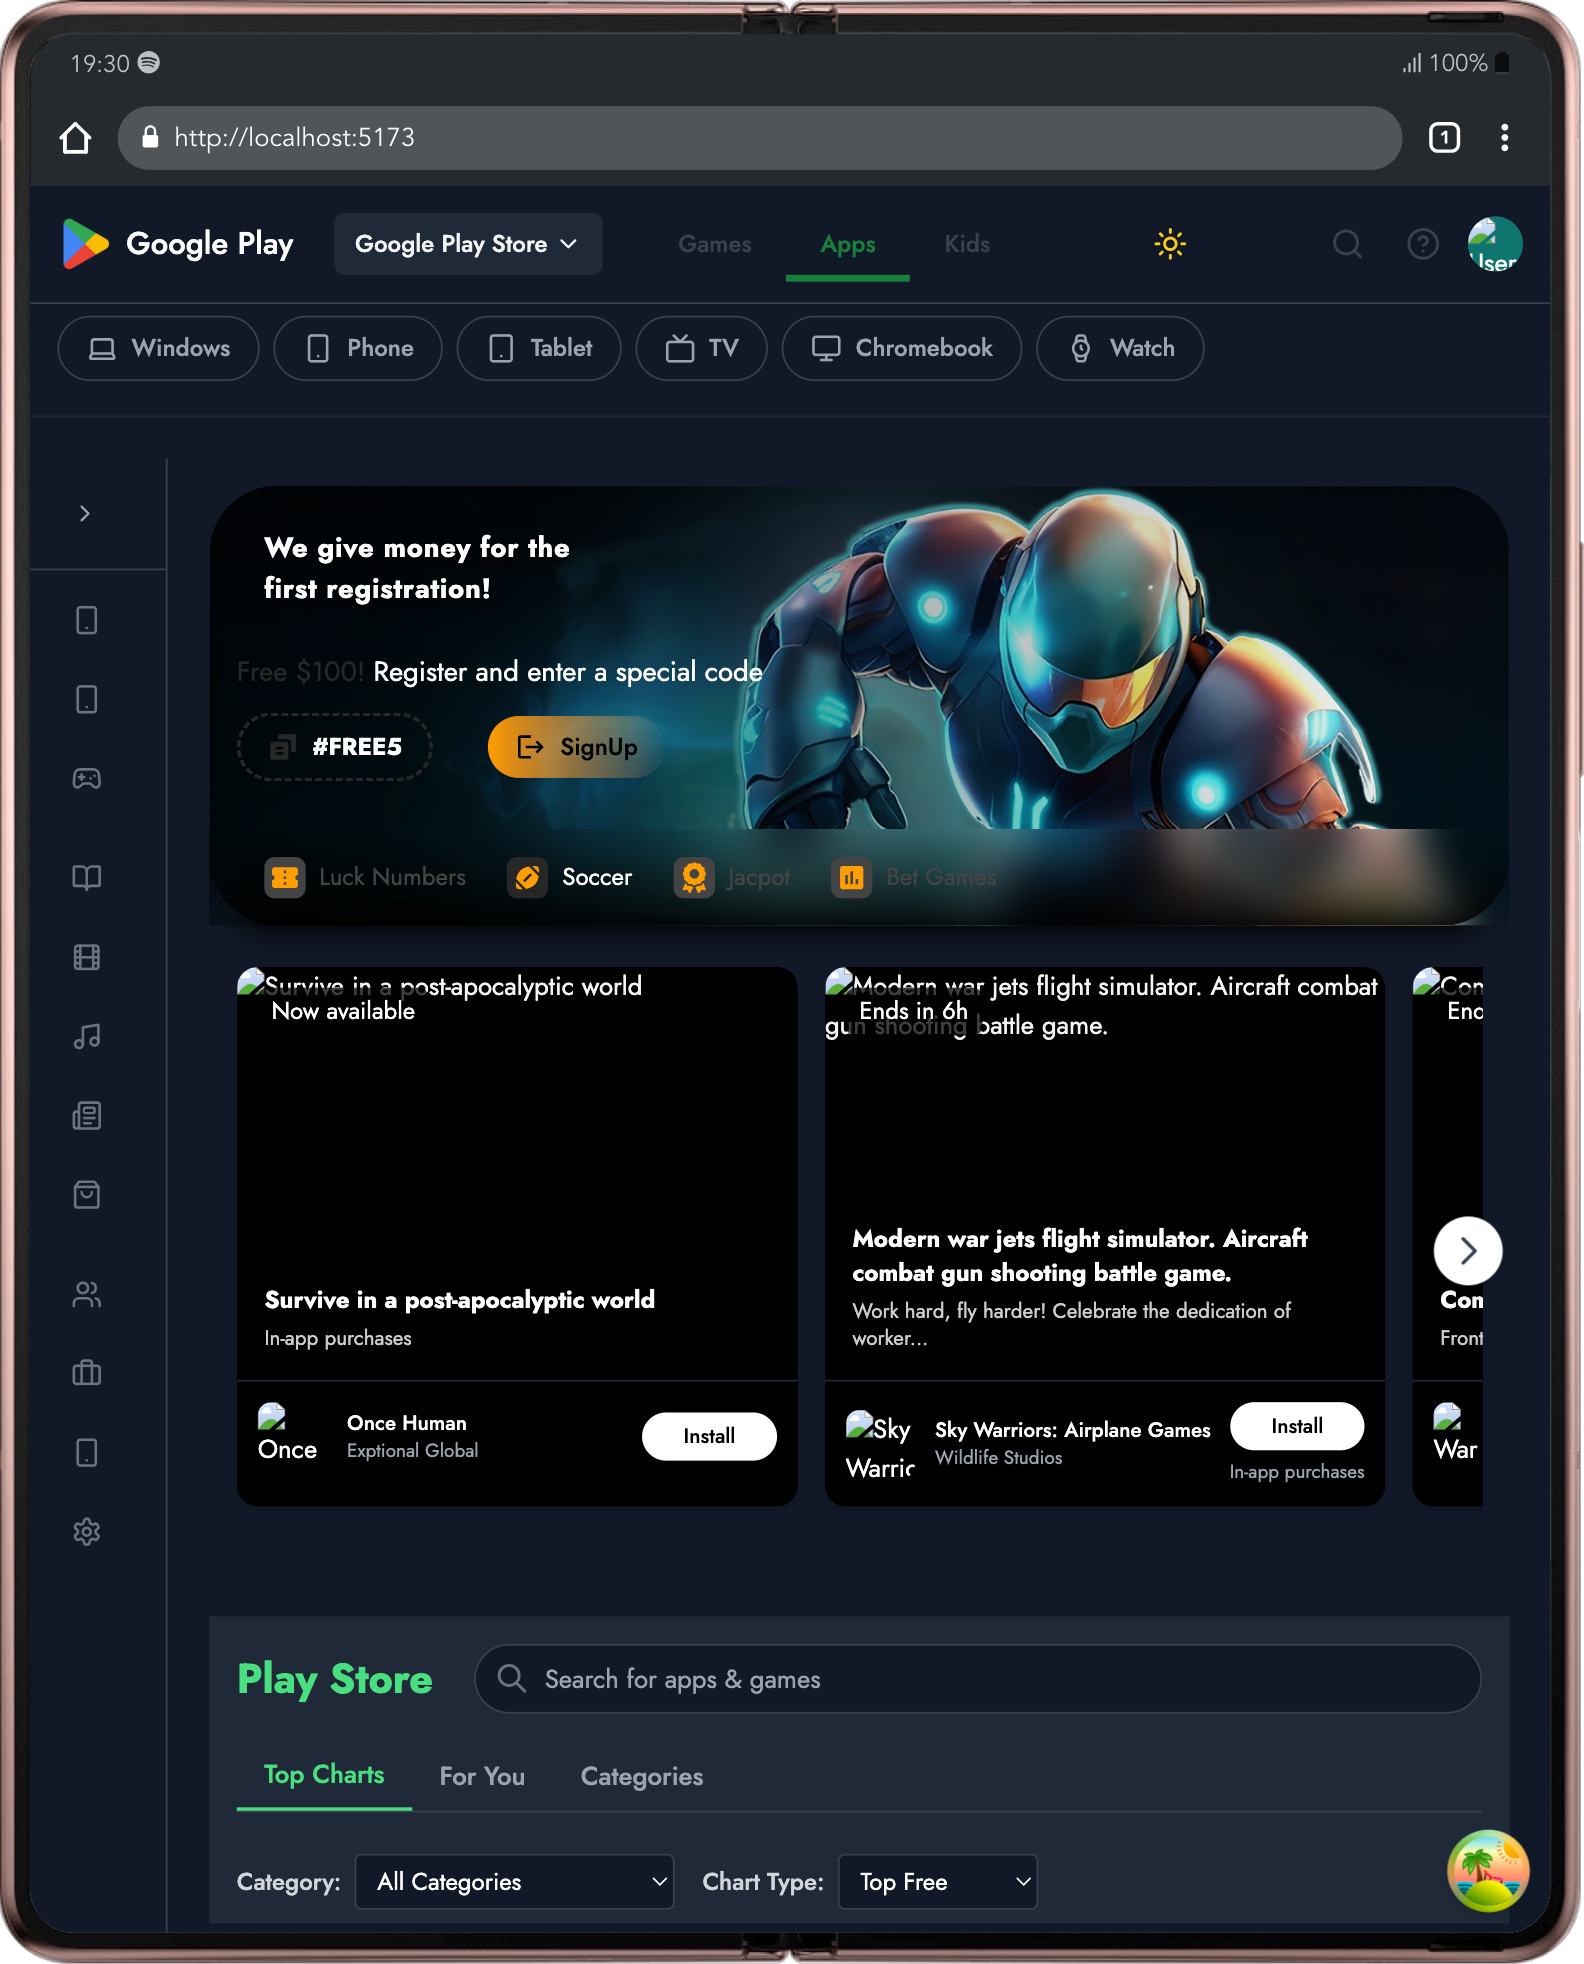 19:30
100%
http://localhost:5173
1
Google Play
Google Play Store
Games
Apps
Kids
User
Windows
Phone
Tablet
TV
Chromebook
Watch
We give money for the
first registration!
Free $100! Register and enter a special code
#FREE5
SignUp
Luck Numbers
Soccer
Jacpot
Bet Games
Survive in a post-apocalyptic world
Now available
Survive in a post-apocalyptic world
In-app purchases
Once
Once Human
Exptional Global
Install
Modern war jets flight simulator. Aircraft combat
gun shooting battle game.
Ends in 6h
Modern war jets flight simulator. Aircraft
combat gun shooting battle game.
Work hard, fly harder! Celebrate the dedication of
worker...
Sky
Warric
Sky Warriors: Airplane Games
Wildlife Studios
Install
In-app purchases
Con
Enc
Con
Front
War
Play Store
Search for apps & games
Top Charts
For You
Categories
Category:
All Categories
Chart Type:
Top Free